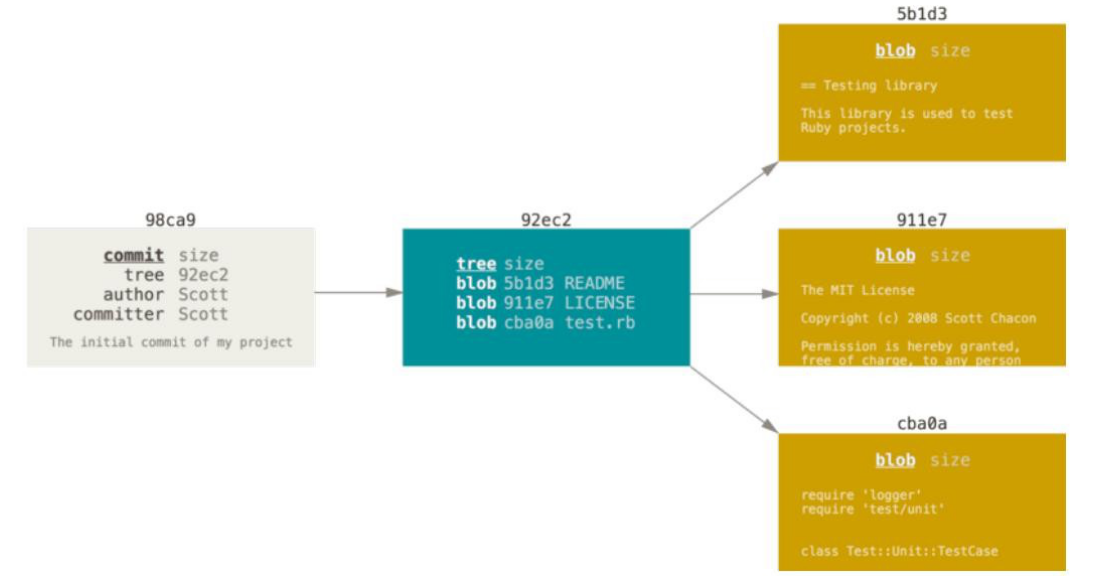 98ca9
commit size
tree 92ec2
author Scott
committer Scott
The initial commit of my project
92ec2
tree size
blob 5b1d3 README
blob 911e7 LICENSE
blob cba0a test.rb
5b1d3
blob size
== Testing library
This library is used to test
Ruby projects.
911e7
blob size
The MIT License
Copyright (c) 2008 Scott Chacon
Permission is hereby granted,
free of charge, to any person
cba0a
blob size
require 'logger'
require 'test/unit'
class Test::Unit::TestCase